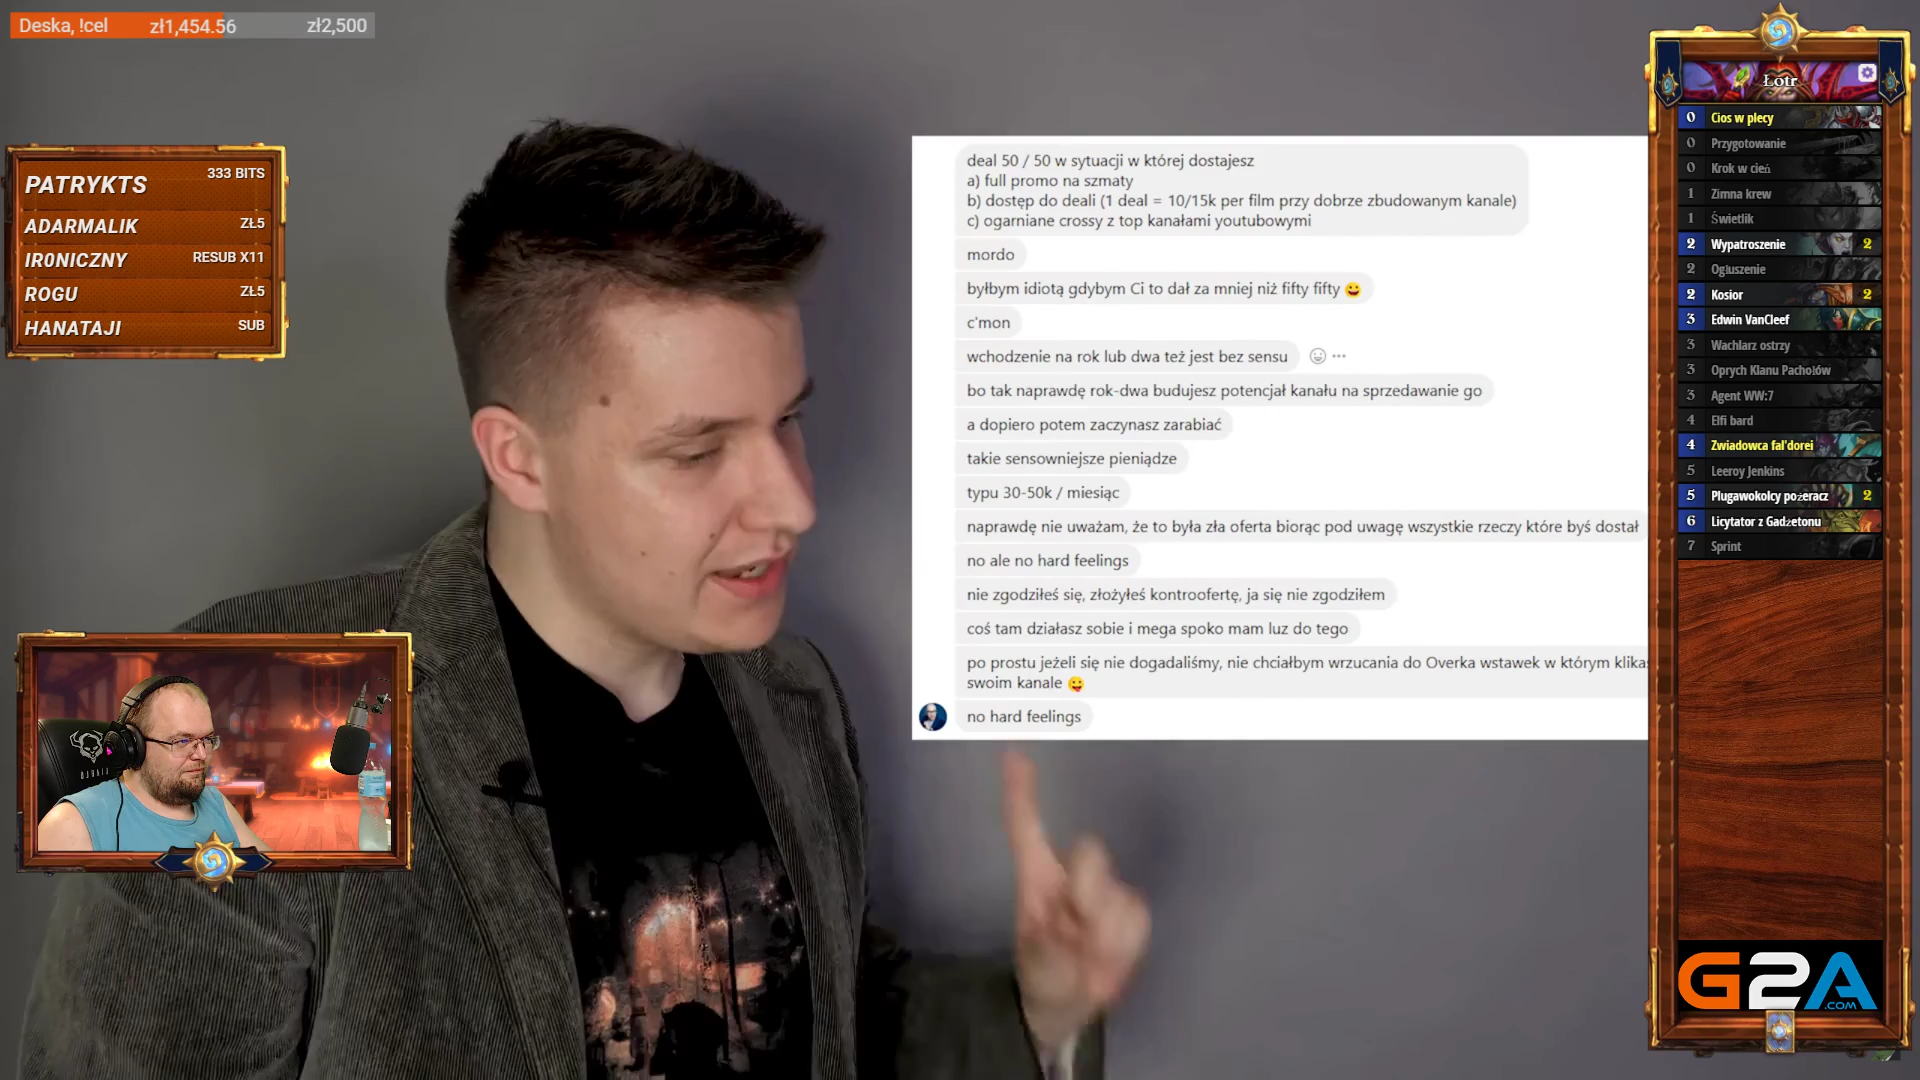 Deska, !cel zł1,454.56 zł2,500
PATRYKTS 333 BITS
ADARMALIK ZŁ5
IR0NICZNY RESUB X11
ROGU ZŁ5
HANATAJI SUB
deal 50 / 50 w sytuacji w której dostajesz
a) full promo na szmaty
b) dostęp do deali (1 deal = 10/15k per film przy dobrze zbudowanym kanale)
c) ogarniane crossy z top kanałami youtubowymi
mordo
byłbym idiotą gdybym Ci to dał za mniej niż fifty fifty 😀
c'mon
wchodzenie na rok lub dwa też jest bez sensu
bo tak naprawdę rok-dwa budujesz potencjał kanału na sprzedawanie go
a dopiero potem zaczynasz zarabiać
takie sensowniejsze pieniądze
typu 30-50k / miesiąc
naprawdę nie uważam, że to była zła oferta biorąc pod uwagę wszystkie rzeczy które byś dostał
no ale no hard feelings
nie zgodziłeś się, złożyłeś kontroofertę, ja się nie zgodziłem
coś tam działasz sobie i mega spoko mam luz do tego
po prostu jeżeli się nie dogadaliśmy, nie chciałbym wrzucania do Overka wstawek w którym klikas
swoim kanale 😜
no hard feelings
Łotr
0 Cios w plecy
0 Przygotowanie
0 Krok w cień
1 Zimna krew
1 Świetlik
2 Wypatroszenie 2
2 Ogłuszenie
2 Kosior 2
3 Edwin VanCleef
3 Wachlarz ostrzy
3 Oprych Klanu Pachołów
3 Agent WW:7
4 Elfi bard
4 Zwiadowca fal'dorei
5 Leeroy Jenkins
5 Plugawokolcy pożeracz 2
6 Licytator z Gadżetonu
7 Sprint
G2A
.COM